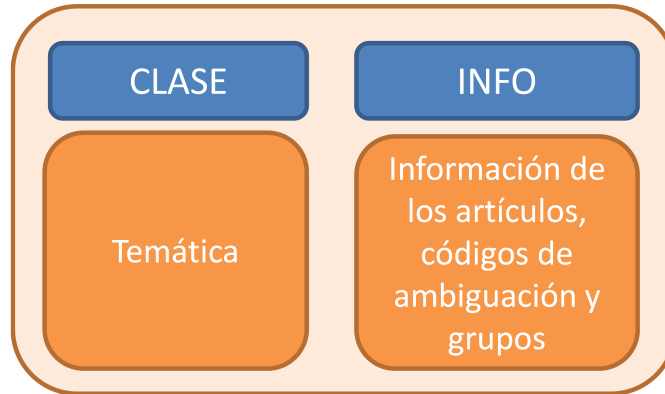 CLASE
Temática
INFO
Información de
los artículos,
códigos de
ambiguación y
grupos